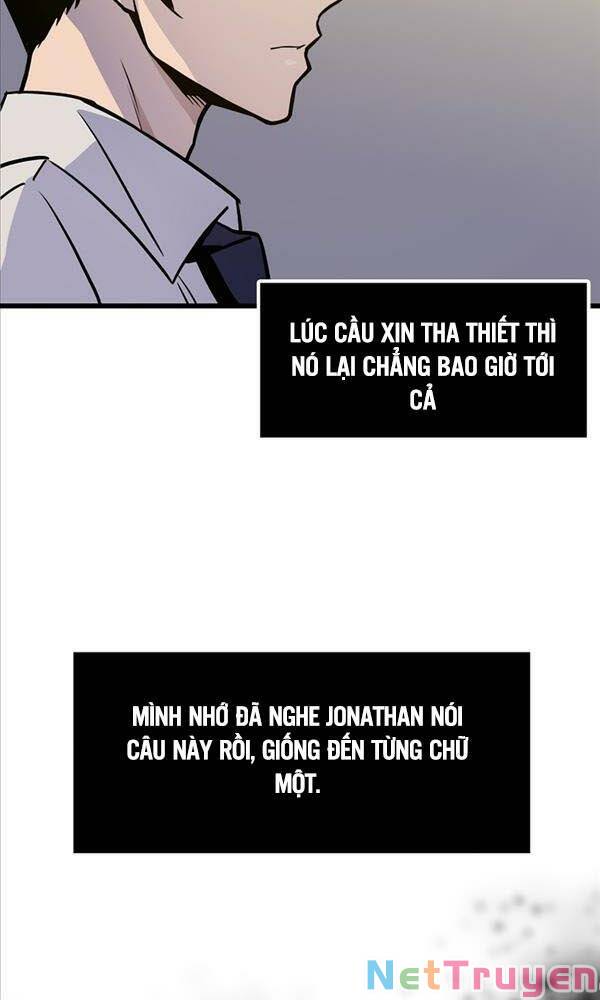 LÚC CẦU XIN THA THIẾT THÌ
NÓ LẠI CHẲNG BAO GIỜ TỚI
CẢ
MÌNH NHỚ ĐÃ NGHE JONATHAN NÓI
CÂU NÀY RỒI, GIỐNG ĐẾN TỪNG CHỮ
MỘT.
NetTruyen